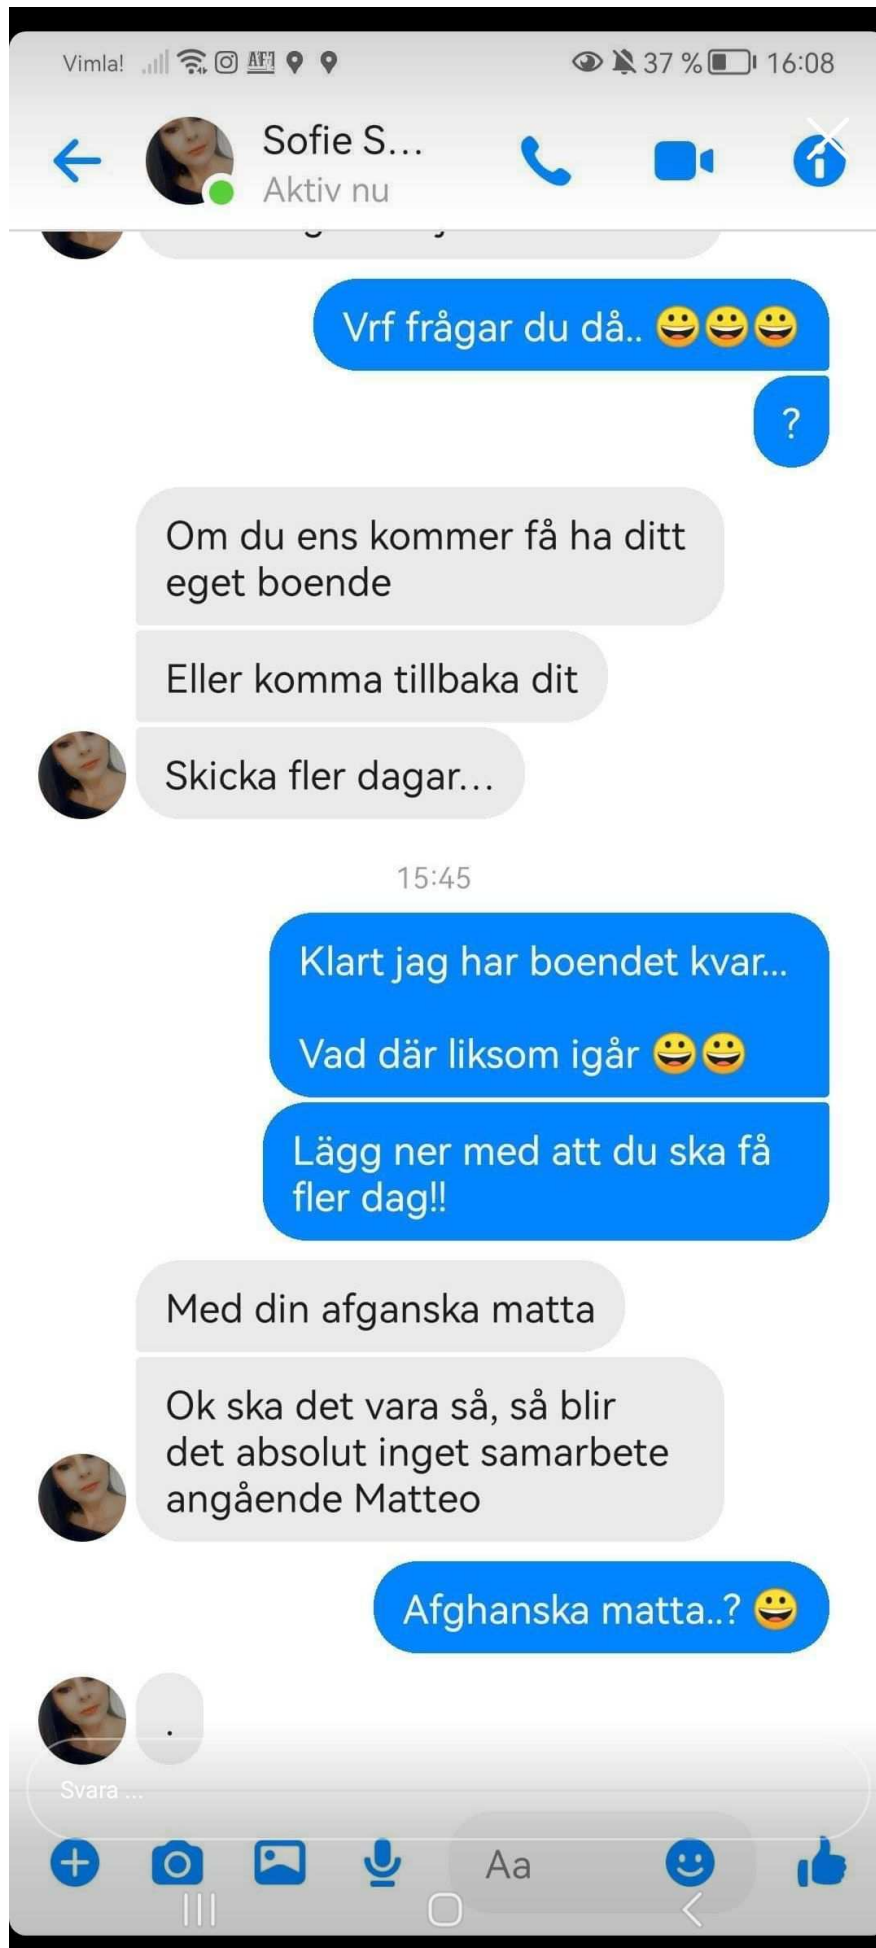 Vimla! 37 % 16:08
Sofie S...
Aktiv nu
Vrf frågar du då.. 😀😀😀
?
Om du ens kommer få ha ditt
eget boende
Eller komma tillbaka dit
Skicka fler dagar...
15:45
Klart jag har boendet kvar...
Vad där liksom igår 😀😀
Lägg ner med att du ska få
fler dag!!
Med din afganska matta
Ok ska det vara så, så blir
det absolut inget samarbete
angående Matteo
Afghanska matta..? 😀
.
Svara ...
Aa